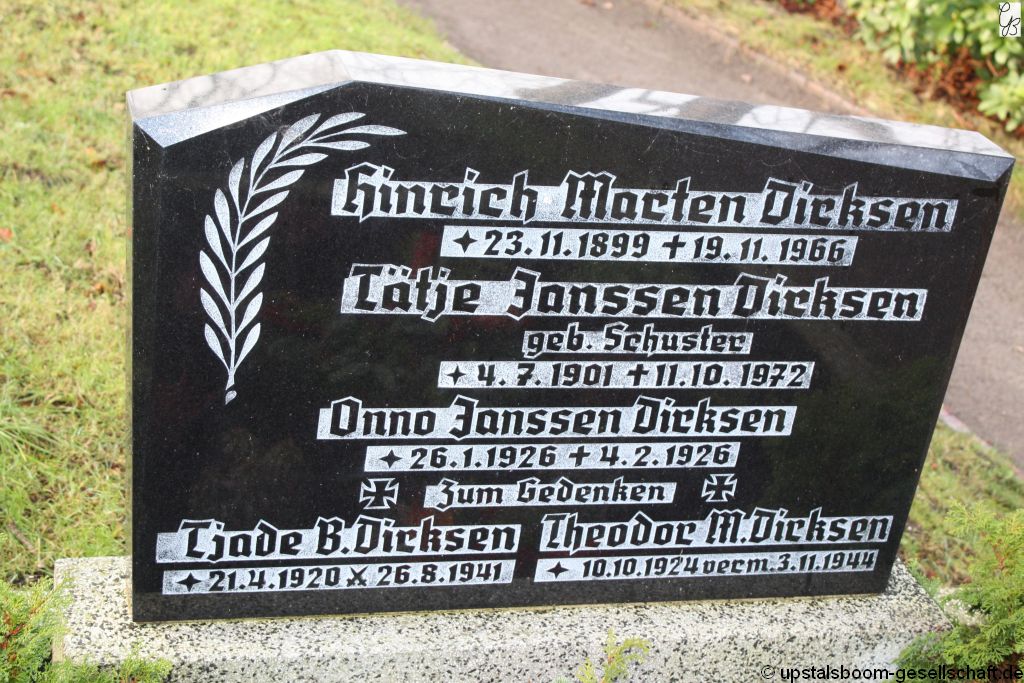 Hinrich Marten Dirksen
✦ 23.11.1899 ✝ 19.11.1966
Tätje Janssen Dirksen
geb. Schuster
✦ 4.7.1901 ✝ 11.10.1972
Onno Janssen Dirksen
✦ 26.1.1926 ✝ 4.2.1926
Zum Gedenken
Tjade B. Dirksen
✦ 21.4.1920 ⚔ 26.8.1941
Theodor M. Dirksen
✦ 10.10.1924 verm. 3.11.1944
© upstalsboom-gesellschaft.de